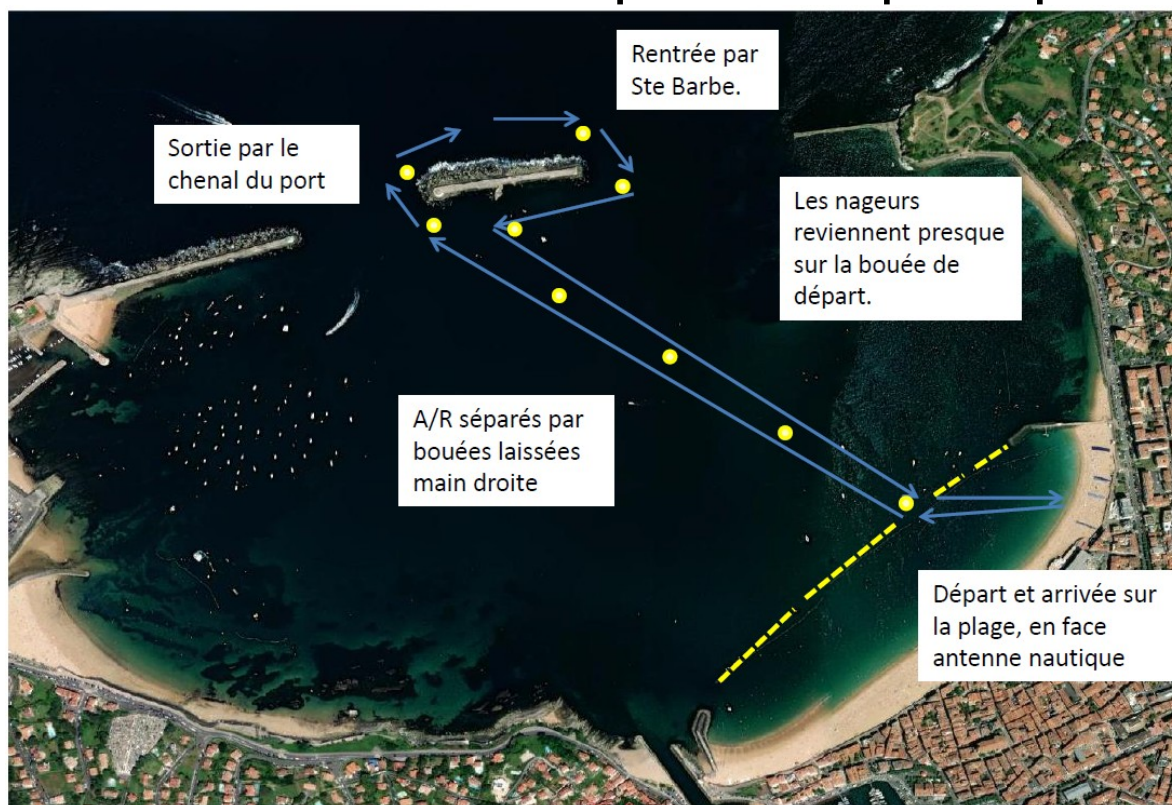 Rentrée par
Ste Barbe.
Sortie par le
chenal du port
Les nageurs
reviennent presque
sur la bouée de
départ.
A/R séparés par
bouées laissées
main droite
Départ et arrivée sur
la plage, en face
antenne nautique